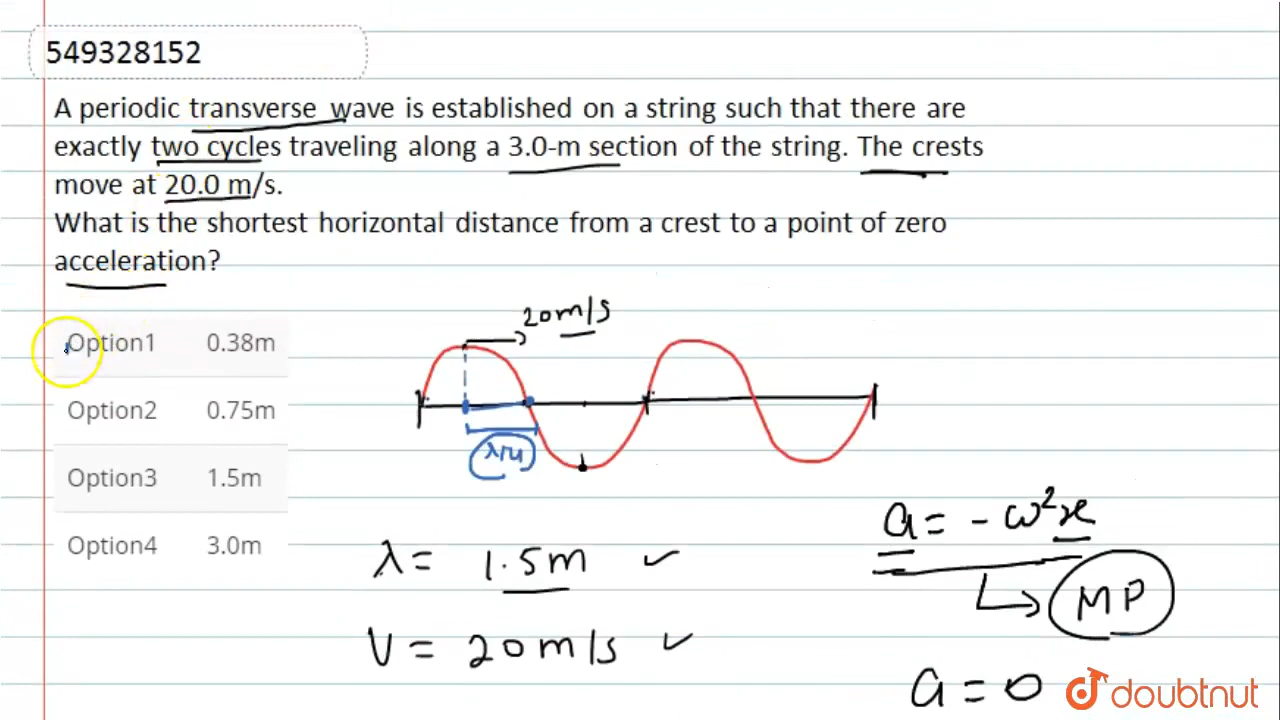 549328152
A periodic transverse wave is established on a string such that there are
exactly two cycles traveling along a 3.0-m section of the string. The crests
move at 20.0 m/s.
What is the shortest horizontal distance from a crest to a point of zero
acceleration?
20m/s
Option1 0.38m
Option2 0.75m
Option3 1.5m
Option4 3.0m
λ/4
a = - ω²x
λ = 1.5m
MP
V = 20m/s
a = 0
doubtnut